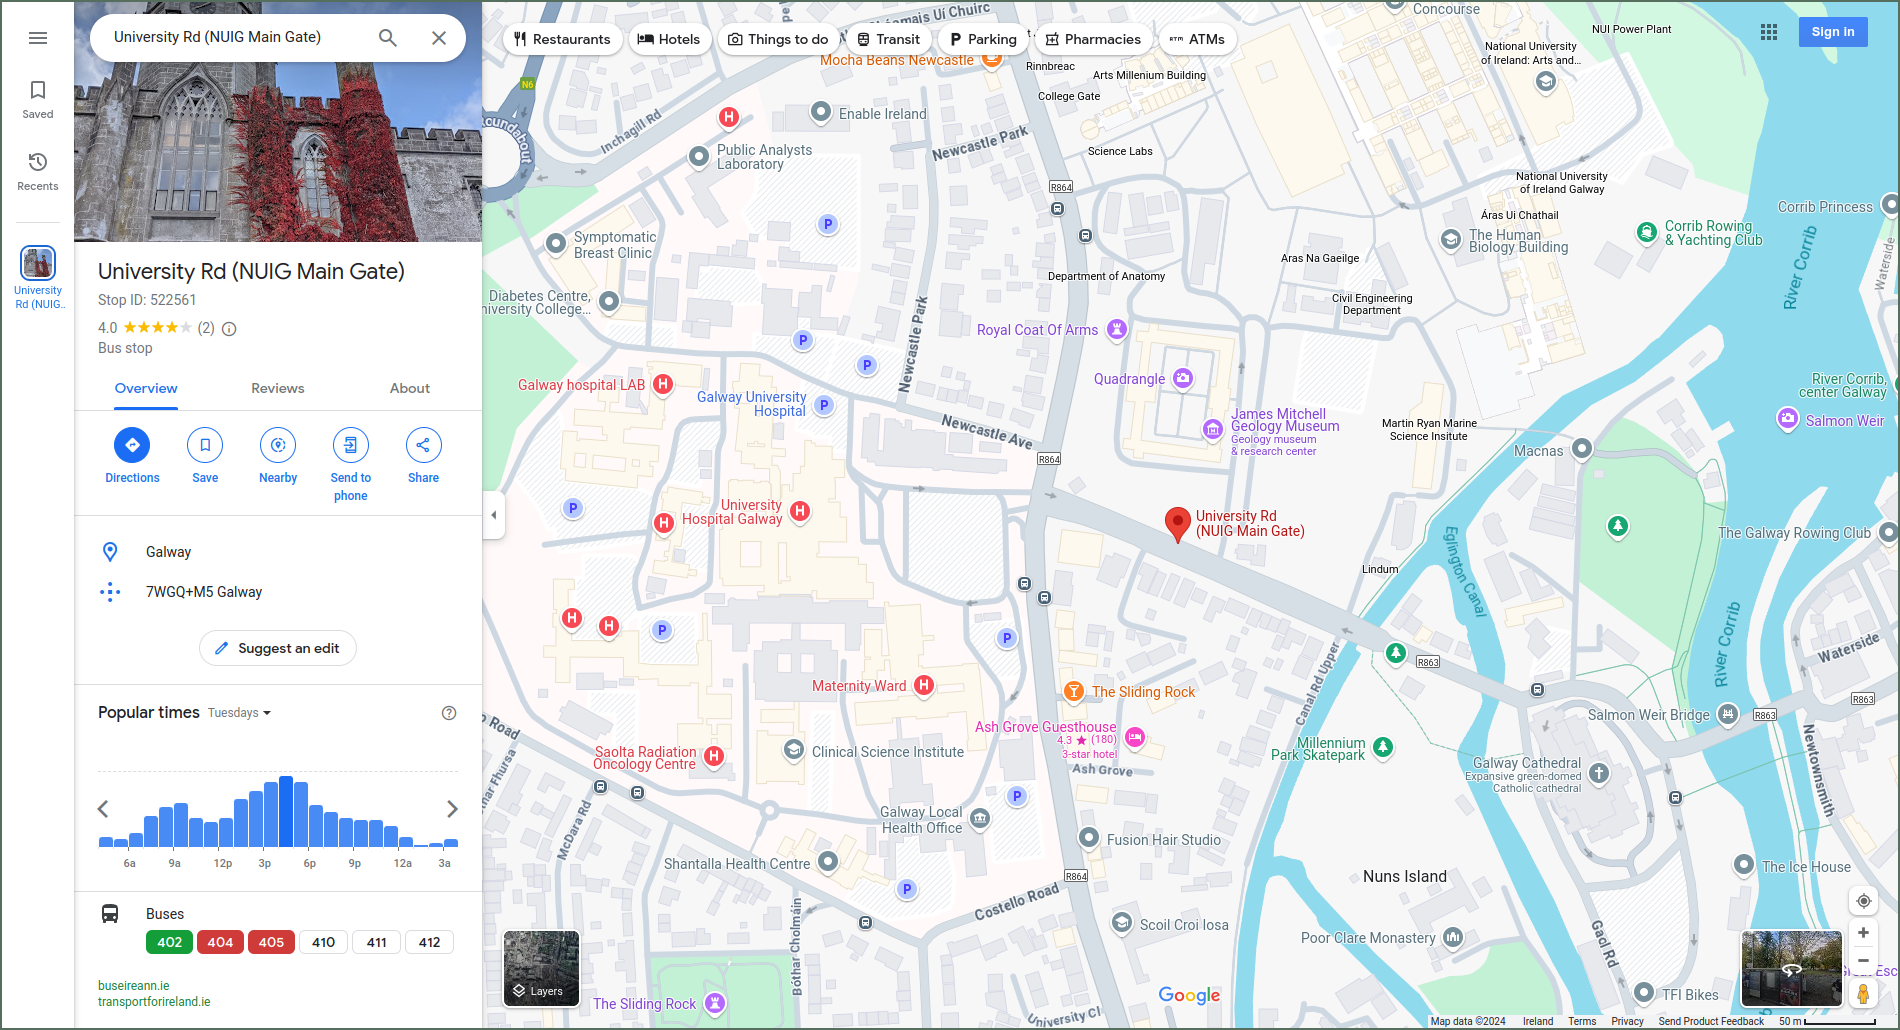 University Rd (NUIG Main Gate)
Saved
Recents
University
Rd (NUIG..
University Rd (NUIG Main Gate)
Stop ID: 522561
4.0 (2)
Bus stop
Overview
Reviews
About
Directions
Save
Nearby
Send to
phone
Share
Galway
7WGQ+M5 Galway
Suggest an edit
Popular times Tuesdays
6a 9a 12p 3p 6p 9p 12a 3a
Buses
402 404 405 410 411 412
buseireann.ie
transportforireland.ie
Restaurants
Hotels
Things to do
Transit
Parking
Pharmacies
ATMs
Sign in
Concourse
NUI Power Plant
National University
of Ireland: Arts and...
Mocha Beans Newcastle
Rinnbreac
Arts Millenium Building
College Gate
N6
Inchagill Rd
Enable Ireland
Public Analysts
Laboratory
Newcastle Park
Science Labs
R864
National University
of Ireland Galway
Áras Ui Chathail
The Human
Biology Building
Corrib Princess
Corrib Rowing
& Yachting Club
River Corrib
Waterside
Symptomatic
Breast Clinic
Aras Na Gaeilge
Department of Anatomy
Civil Engineering
Department
Diabetes Centre,
niversity College...
Newcastle Park
Royal Coat Of Arms
Quadrangle
River Corrib,
center Galway
Galway hospital LAB
Galway University
Hospital
James Mitchell
Geology Museum
Geology museum
& research center
Salmon Weir
Newcastle Ave
Martin Ryan Marine
Science Insitute
Macnas
R864
University
Hospital Galway
University Rd
(NUIG Main Gate)
The Galway Rowing Club
Eglington Canal
Lindum
River Corrib
Waterside
R863
R863
R863
Maternity Ward
The Sliding Rock
Canal Rd Upper
Salmon Weir Bridge
Ash Grove Guesthouse
4.3 (180)
3-star hotel
Ash Grove
Millennium
Park Skatepark
Galway Cathedral
Expansive green-domed
Catholic cathedral
Newtownsmith
Saolta Radiation
Oncology Centre
Clinical Science Institute
McDara Rd
Galway Local
Health Office
Fusion Hair Studio
Shantalla Health Centre
R864
The Ice House
Nuns Island
Costello Road
Scoil Croi Iosa
Bóthar Cholmáin
Poor Clare Monastery
Gaol Rd
Layers
The Sliding Rock
Google
TFI Bikes
Map data ©2024 Ireland Terms Privacy Send Product Feedback 50 m